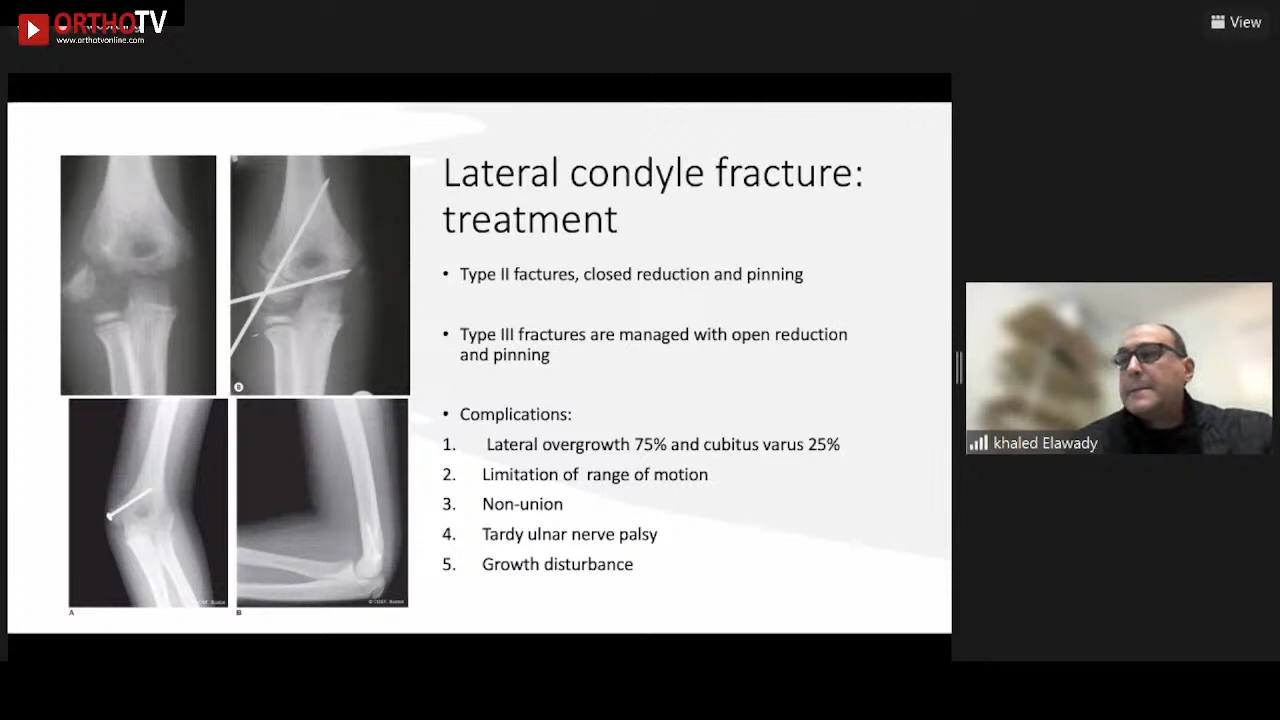 ORTHOTV
www.orthotvonline.com
View
Lateral condyle fracture:
treatment
• Type II factures, closed reduction and pinning
• Type III fractures are managed with open reduction
and pinning
• Complications:
1. Lateral overgrowth 75% and cubitus varus 25%
2. Limitation of range of motion
3. Non-union
4. Tardy ulnar nerve palsy
5. Growth disturbance
B
A
B
khaled Elawady